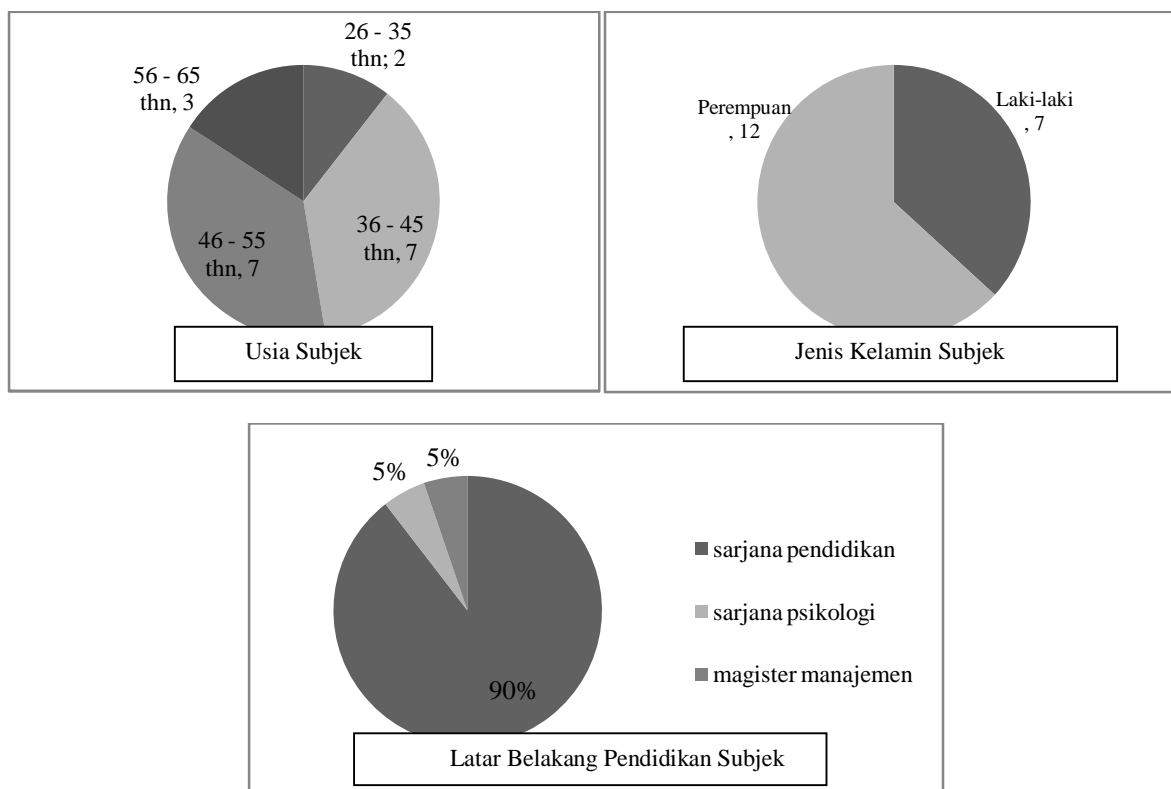 26 - 35
thn; 2
56 - 65
thn, 3
36 - 45
thn, 7
46 - 55
thn, 7
Usia Subjek
Perempuan
, 12
Laki-laki
, 7
Jenis Kelamin Subjek
5%
5%
90%
sarjana pendidikan
sarjana psikologi
magister manajemen
Latar Belakang Pendidikan Subjek